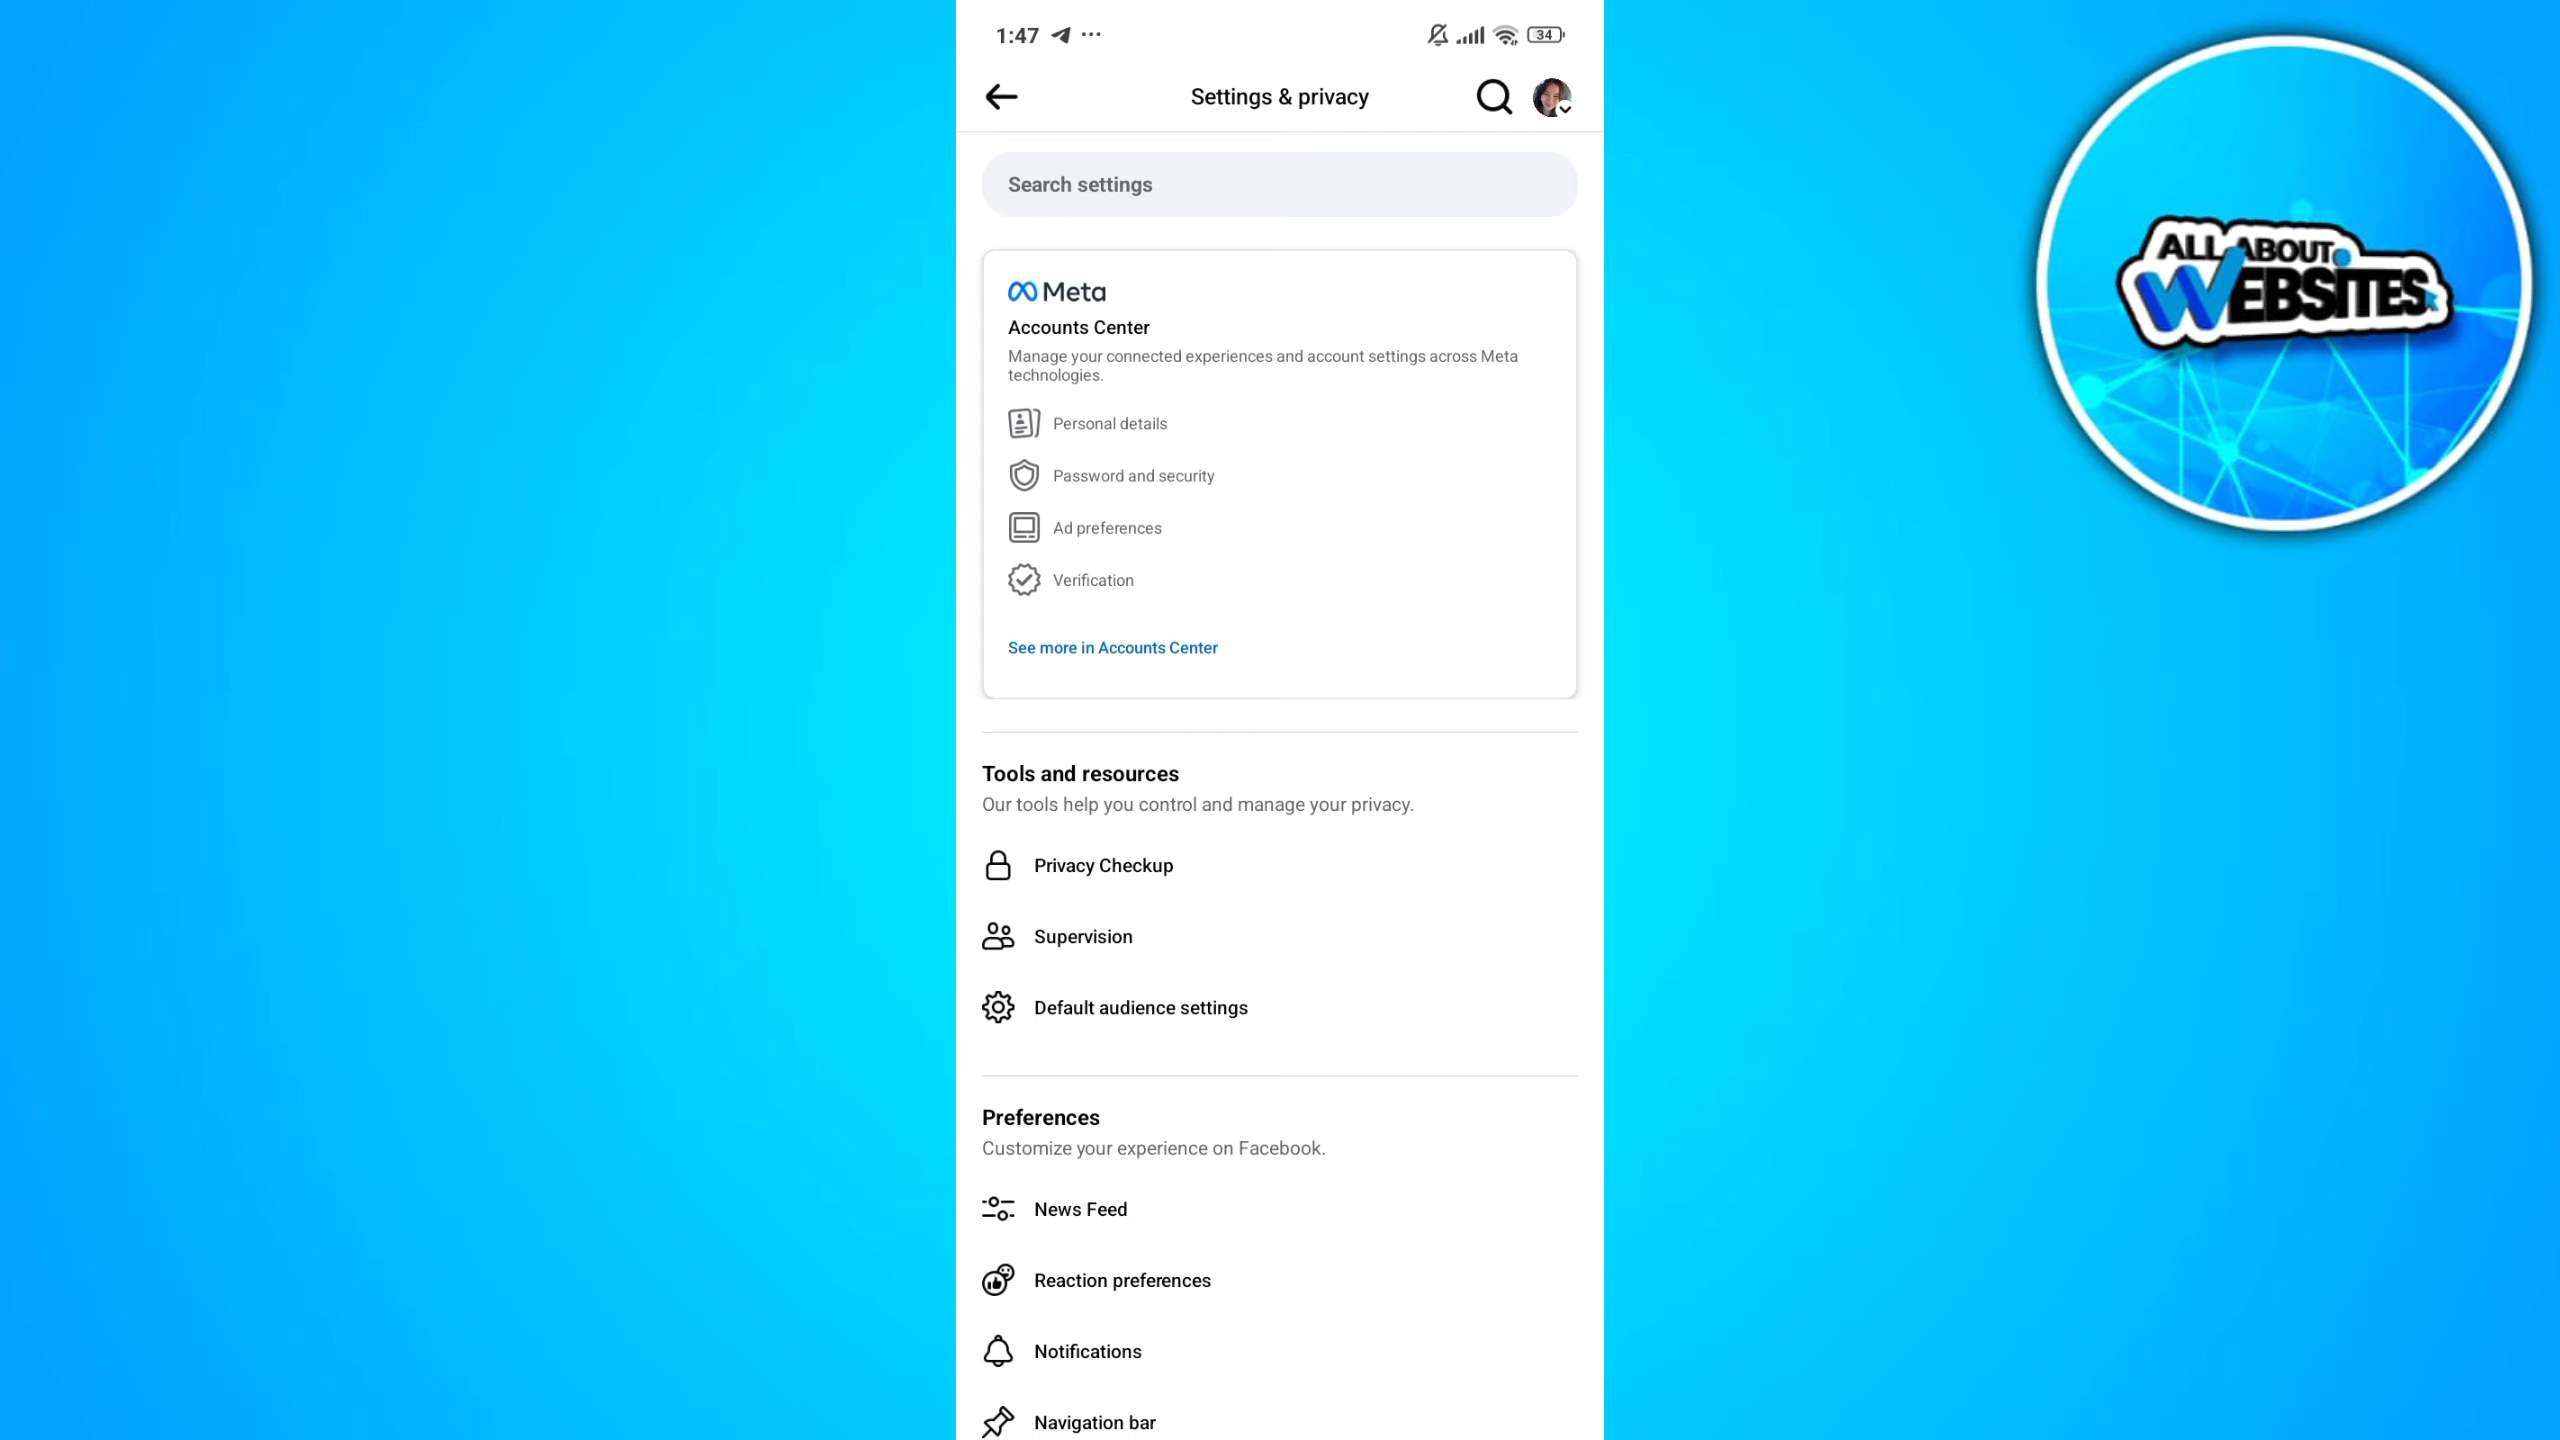 1:47
34
Settings & privacy
Search settings
Meta
Accounts Center
Manage your connected experiences and account settings across Meta
technologies.
Personal details
Password and security
Ad preferences
Verification
See more in Accounts Center
Tools and resources
Our tools help you control and manage your privacy.
Privacy Checkup
Supervision
Default audience settings
Preferences
Customize your experience on Facebook.
News Feed
Reaction preferences
Notifications
Navigation bar
ALL ABOUT
WEBSITES